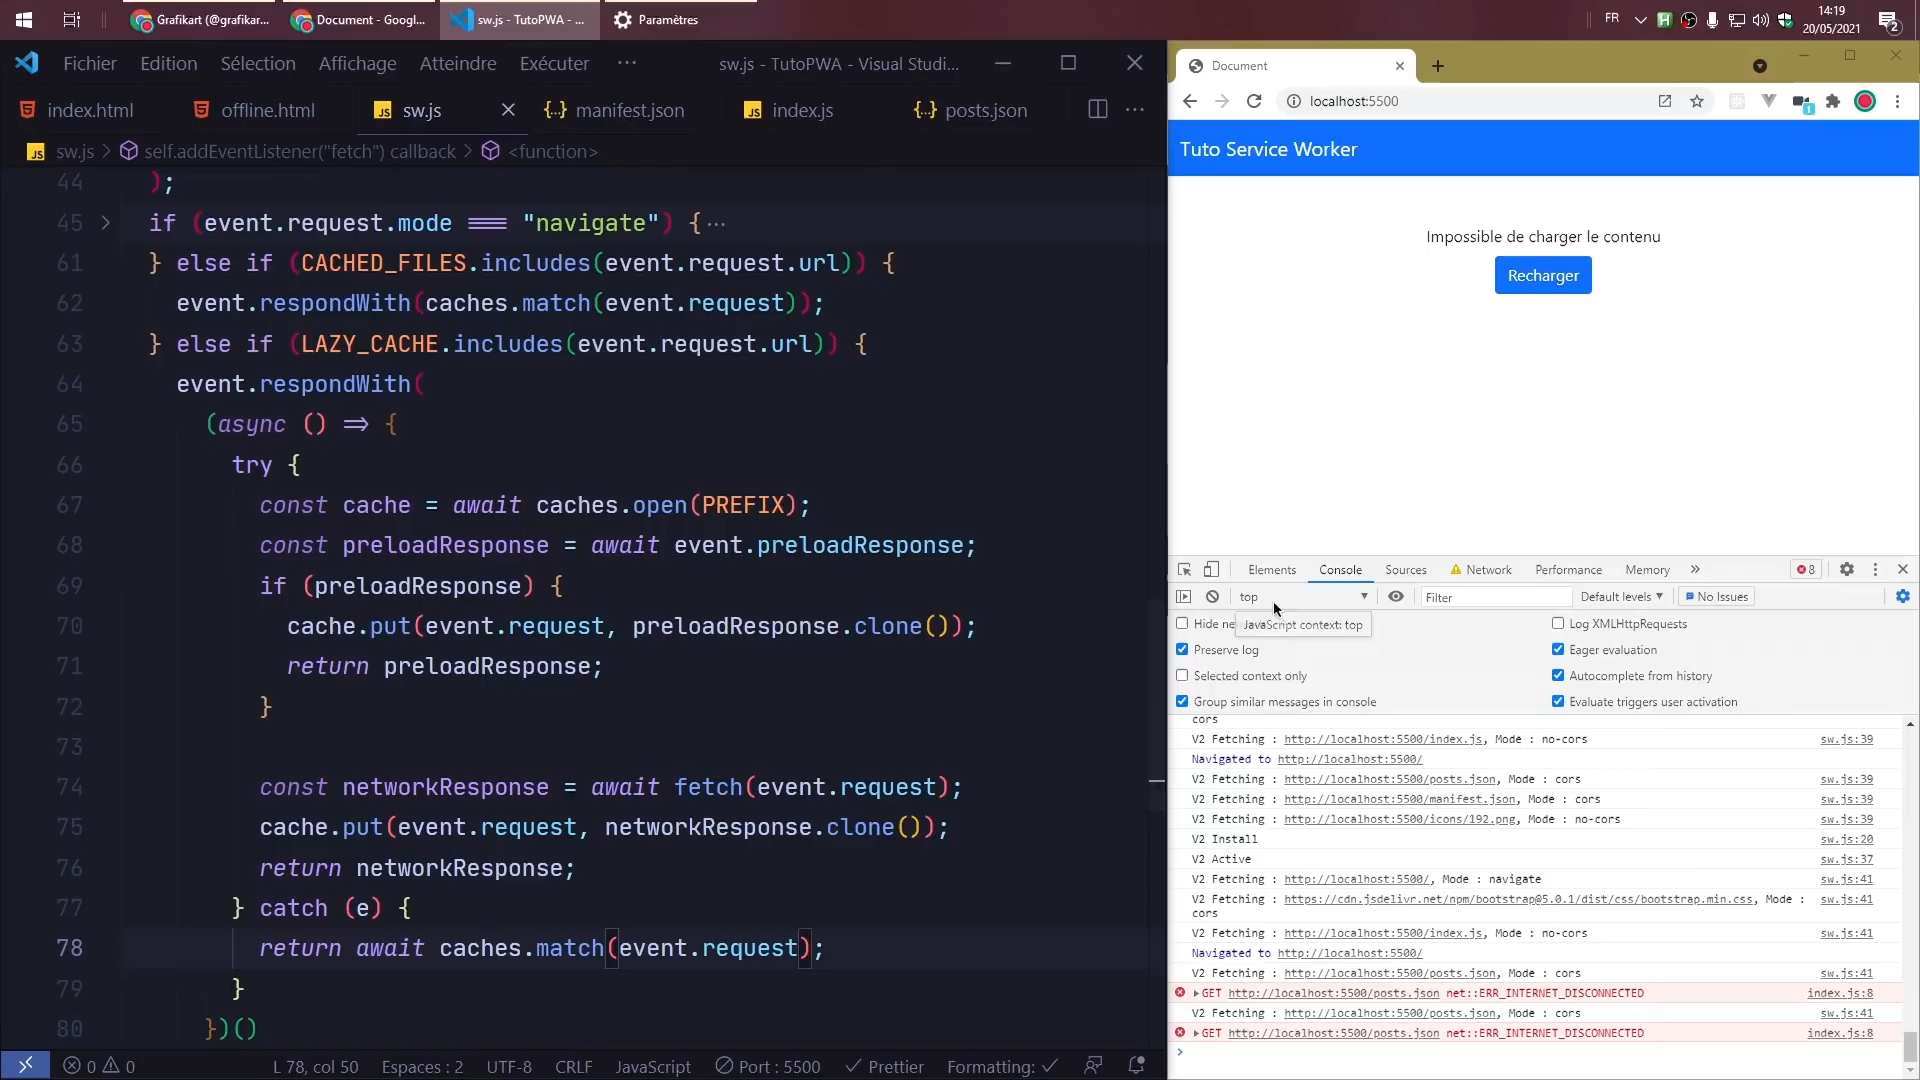 Grafikart (@grafikar...
Document - Googl...
sw.js - TutoPWA - ...
Paramètres
FR
14:19
20/05/2021
2
Fichier Edition Sélection Affichage Atteindre Exécuter ···
sw.js - TutoPWA - Visual Studi...
index.html
offline.html
sw.js
manifest.json
index.js
posts.json
sw.js > self.addEventListener("fetch") callback > <function>
44 );
45 if (event.request.mode === "navigate") {···
61 } else if (CACHED_FILES.includes(event.request.url)) {
62 event.respondWith(caches.match(event.request));
63 } else if (LAZY_CACHE.includes(event.request.url)) {
64 event.respondWith(
65 (async () => {
66 try {
67 const cache = await caches.open(PREFIX);
68 const preloadResponse = await event.preloadResponse;
69 if (preloadResponse) {
70 cache.put(event.request, preloadResponse.clone());
71 return preloadResponse;
72 }
73
74 const networkResponse = await fetch(event.request);
75 cache.put(event.request, networkResponse.clone());
76 return networkResponse;
77 } catch (e) {
78 return await caches.match(event.request);
79 }
80 })()
0 0 L 78, col 50 Espaces : 2 UTF-8 CRLF JavaScript Port : 5500 Prettier Formating:
Document
localhost:5500
1
Tuto Service Worker
Impossible de charger le contenu
Recharger
Elements Console Sources Network Performance Memory » 8
top Filter Default levels No Issues
Hide ne
JavaScript context: top
Log XMLHttpRequests
Preserve log
Eager evaluation
Selected context only
Autocomplete from history
Group similar messages in console
Evaluate triggers user activation
cors
V2 Fetching : http://localhost:5500/index.js, Mode : no-cors sw.js:39
Navigated to http://localhost:5500/
V2 Fetching : http://localhost:5500/posts.json, Mode : cors sw.js:39
V2 Fetching : http://localhost:5500/manifest.json, Mode : cors sw.js:39
V2 Fetching : http://localhost:5500/icons/192.png, Mode : no-cors sw.js:39
V2 Install sw.js:20
V2 Active sw.js:37
V2 Fetching : http://localhost:5500/, Mode : navigate sw.js:41
V2 Fetching : https://cdn.jsdelivr.net/npm/bootstrap@5.0.1/dist/css/bootstrap.min.css, Mode : sw.js:41
cors
V2 Fetching : http://localhost:5500/index.js, Mode : no-cors sw.js:41
Navigated to http://localhost:5500/
V2 Fetching : http://localhost:5500/posts.json, Mode : cors sw.js:41
GET http://localhost:5500/posts.json net::ERR_INTERNET_DISCONNECTED index.js:8
V2 Fetching : http://localhost:5500/posts.json, Mode : cors sw.js:41
GET http://localhost:5500/posts.json net::ERR_INTERNET_DISCONNECTED index.js:8